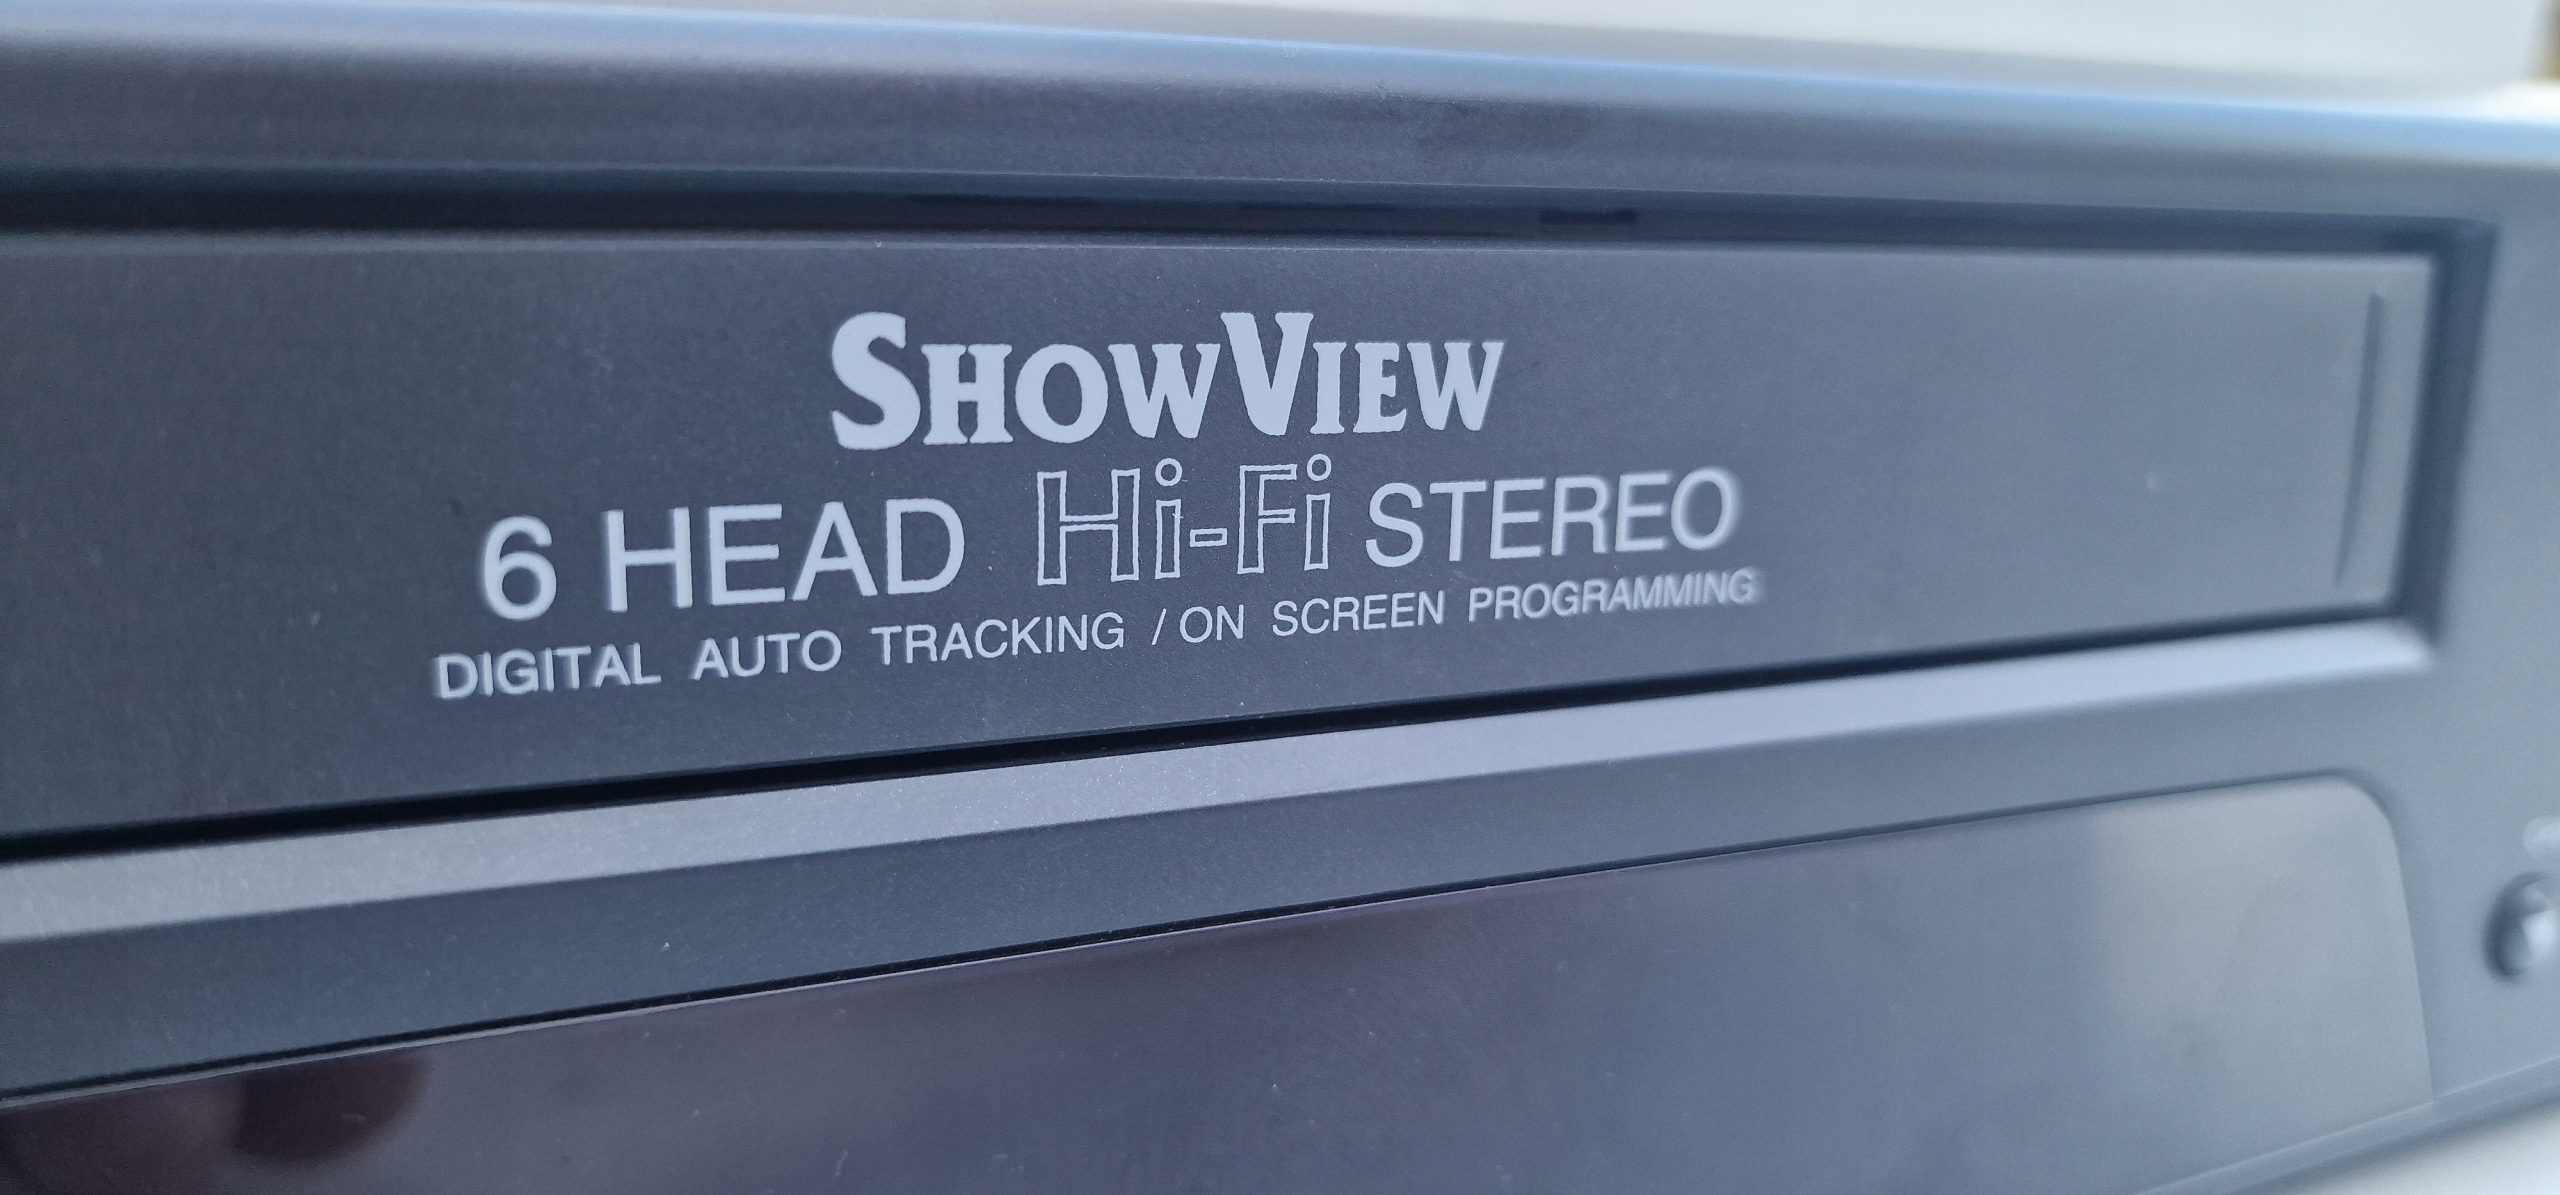 SHOWVIEW
6 HEAD Hi-Fi STEREO
DIGITAL AUTO TRACKING / ON SCREEN PROGRAMMING